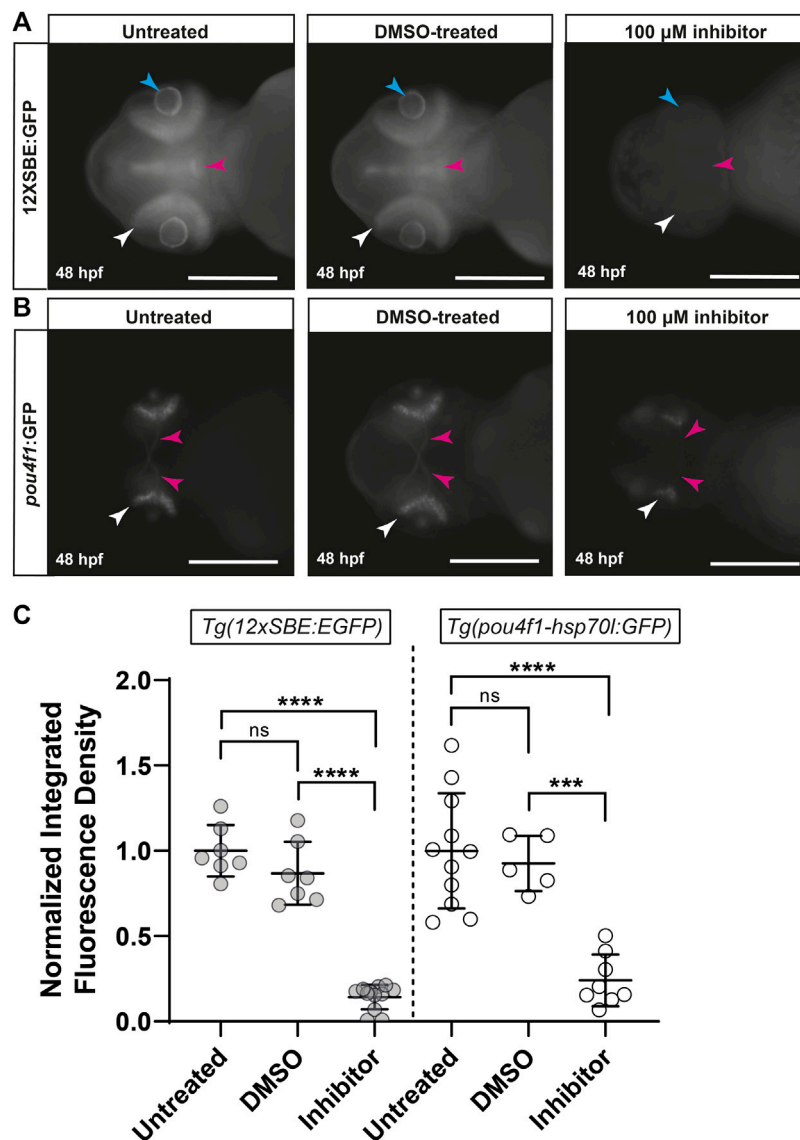 A
Untreated
DMSO-treated
100 µM inhibitor
12XSBE:GFP
48 hpf
48 hpf
48 hpf
B
Untreated
DMSO-treated
100 µM inhibitor
pou4f1:GFP
48 hpf
48 hpf
48 hpf
C
Tg(12xSBE:EGFP)
Tg(pou4f1-hsp70l:GFP)
Normalized Integrated
Fluorescence Density
2.0
1.5
1.0
0.5
0.0
****
ns
****
****
ns
***
Untreated
DMSO
Inhibitor
Untreated
DMSO
Inhibitor